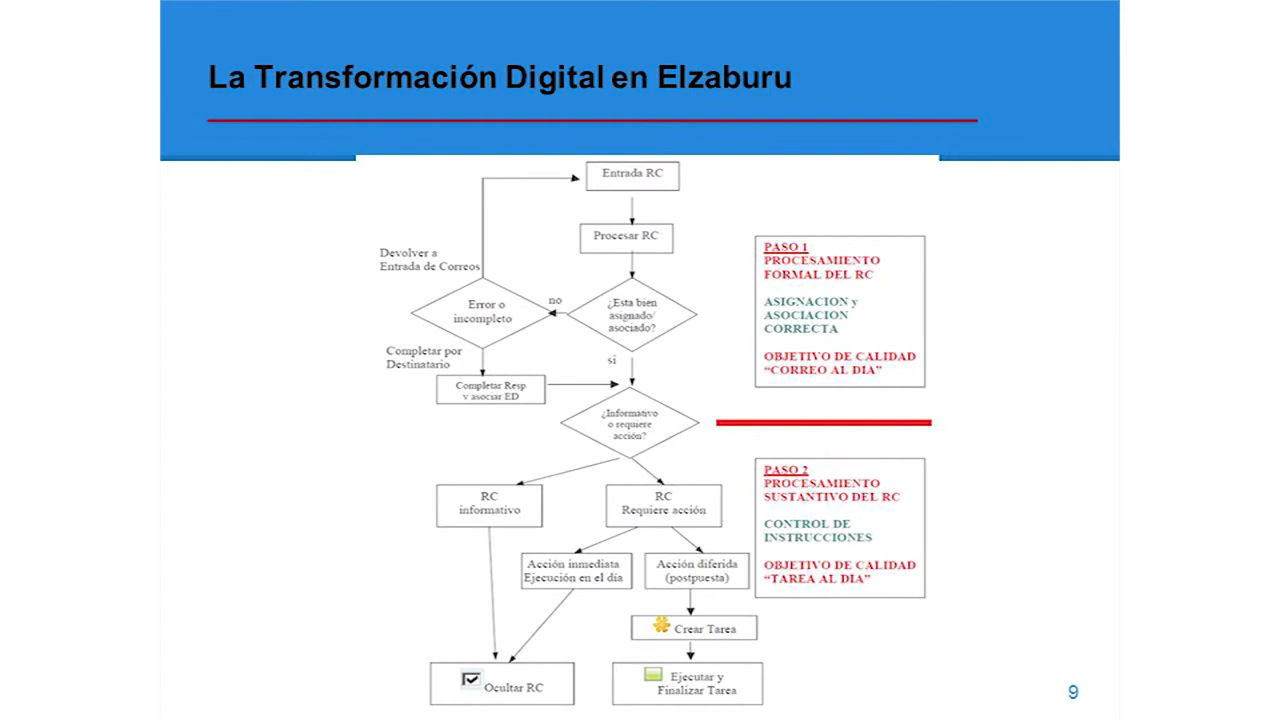 La Transformación Digital en Elzaburu
Entrada RC
Procesar RC
Devolver a
Entrada de Correos
Error o
incompleto
no
¿Esta bien
asignado/
asociado?
Completar por
Destinatario
si
Completar Resp
y asociar ED
¿Informativo
o requiere
acción?
RC
informativo
RC
Requiere acción
Acción inmediata
Ejecución en el día
Acción diferida
(postpuesta)
Crear Tarea
Ocultar RC
Ejecutar y
Finalizar Tarea
PASO 1
PROCESAMIENTO
FORMAL DEL RC
ASIGNACION y
ASOCIACION
CORRECTA
OBJETIVO DE CALIDAD
“CORREO AL DIA”
PASO 2
PROCESAMIENTO
SUSTANTIVO DEL RC
CONTROL DE
INSTRUCCIONES
OBJETIVO DE CALIDAD
“TAREA AL DIA”
9